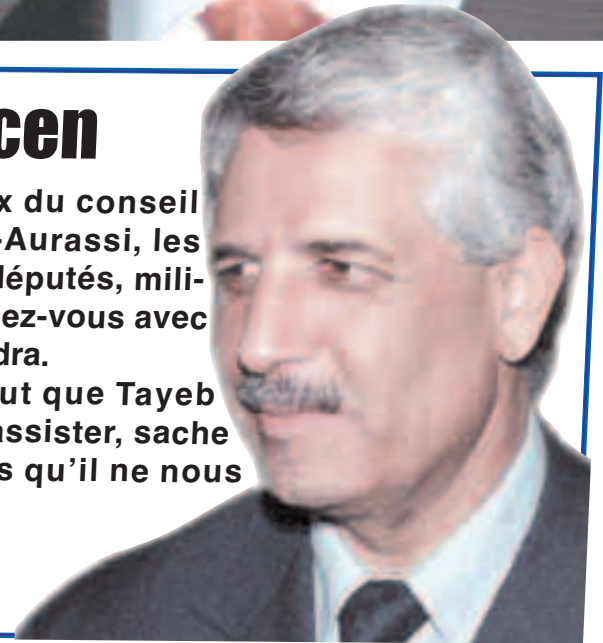 cen
x du conseil
-Aurassi, les
députés, mili-
ez-vous avec
dra.
ut que Tayeb
assister, sache
s qu’il ne nous